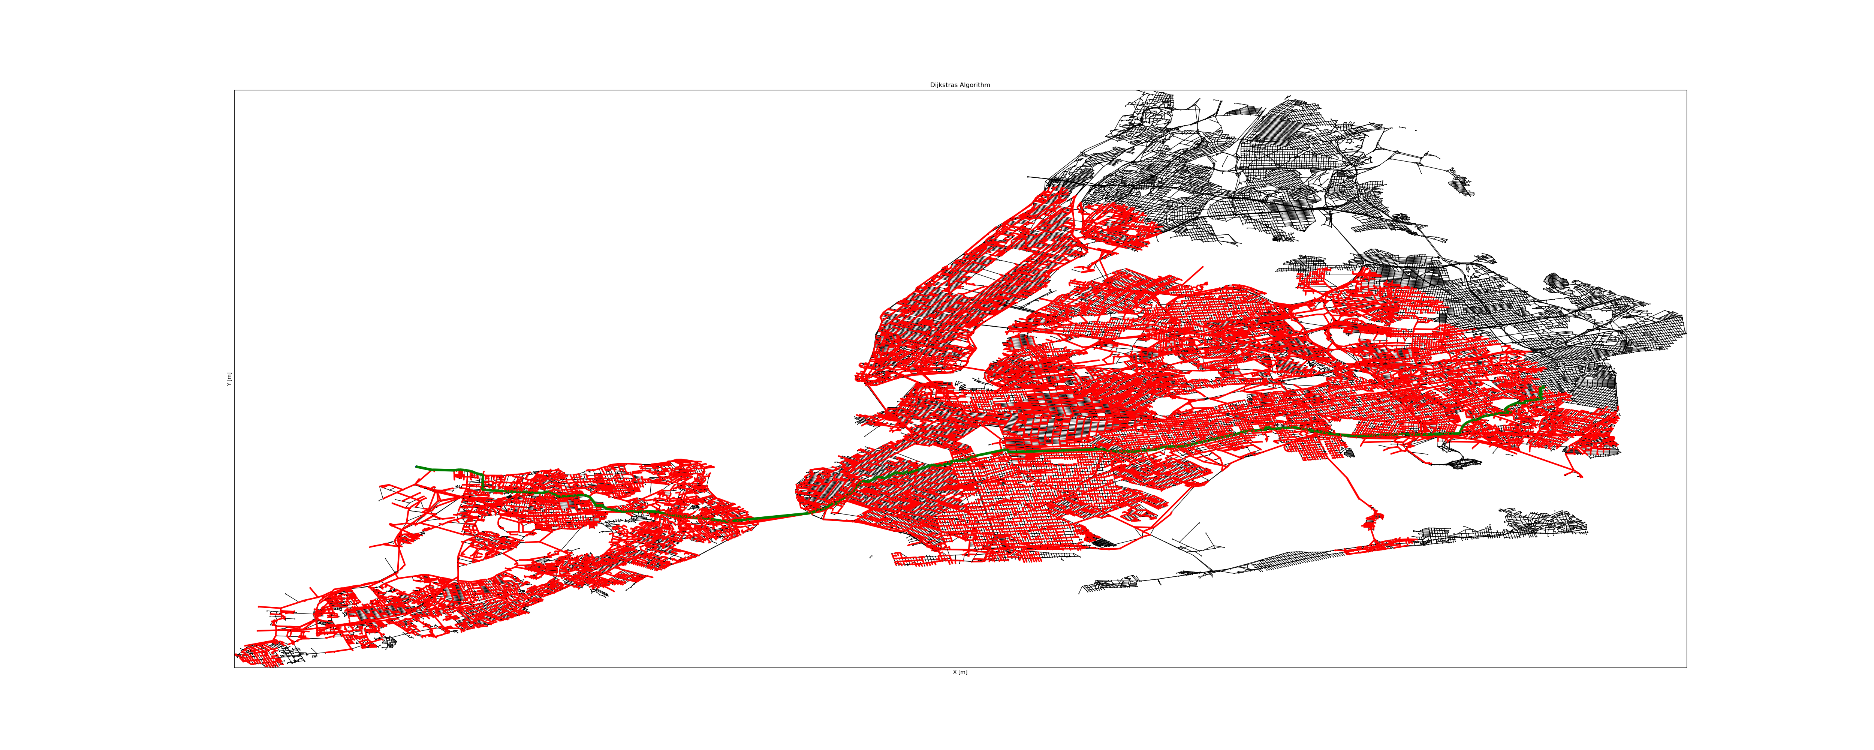 Dijkstras Algorithm
Y [m]
X [m]